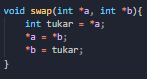 void swap(int *a, int *b){
    int tukar = *a;
    *a = *b;
    *b = tukar;
}